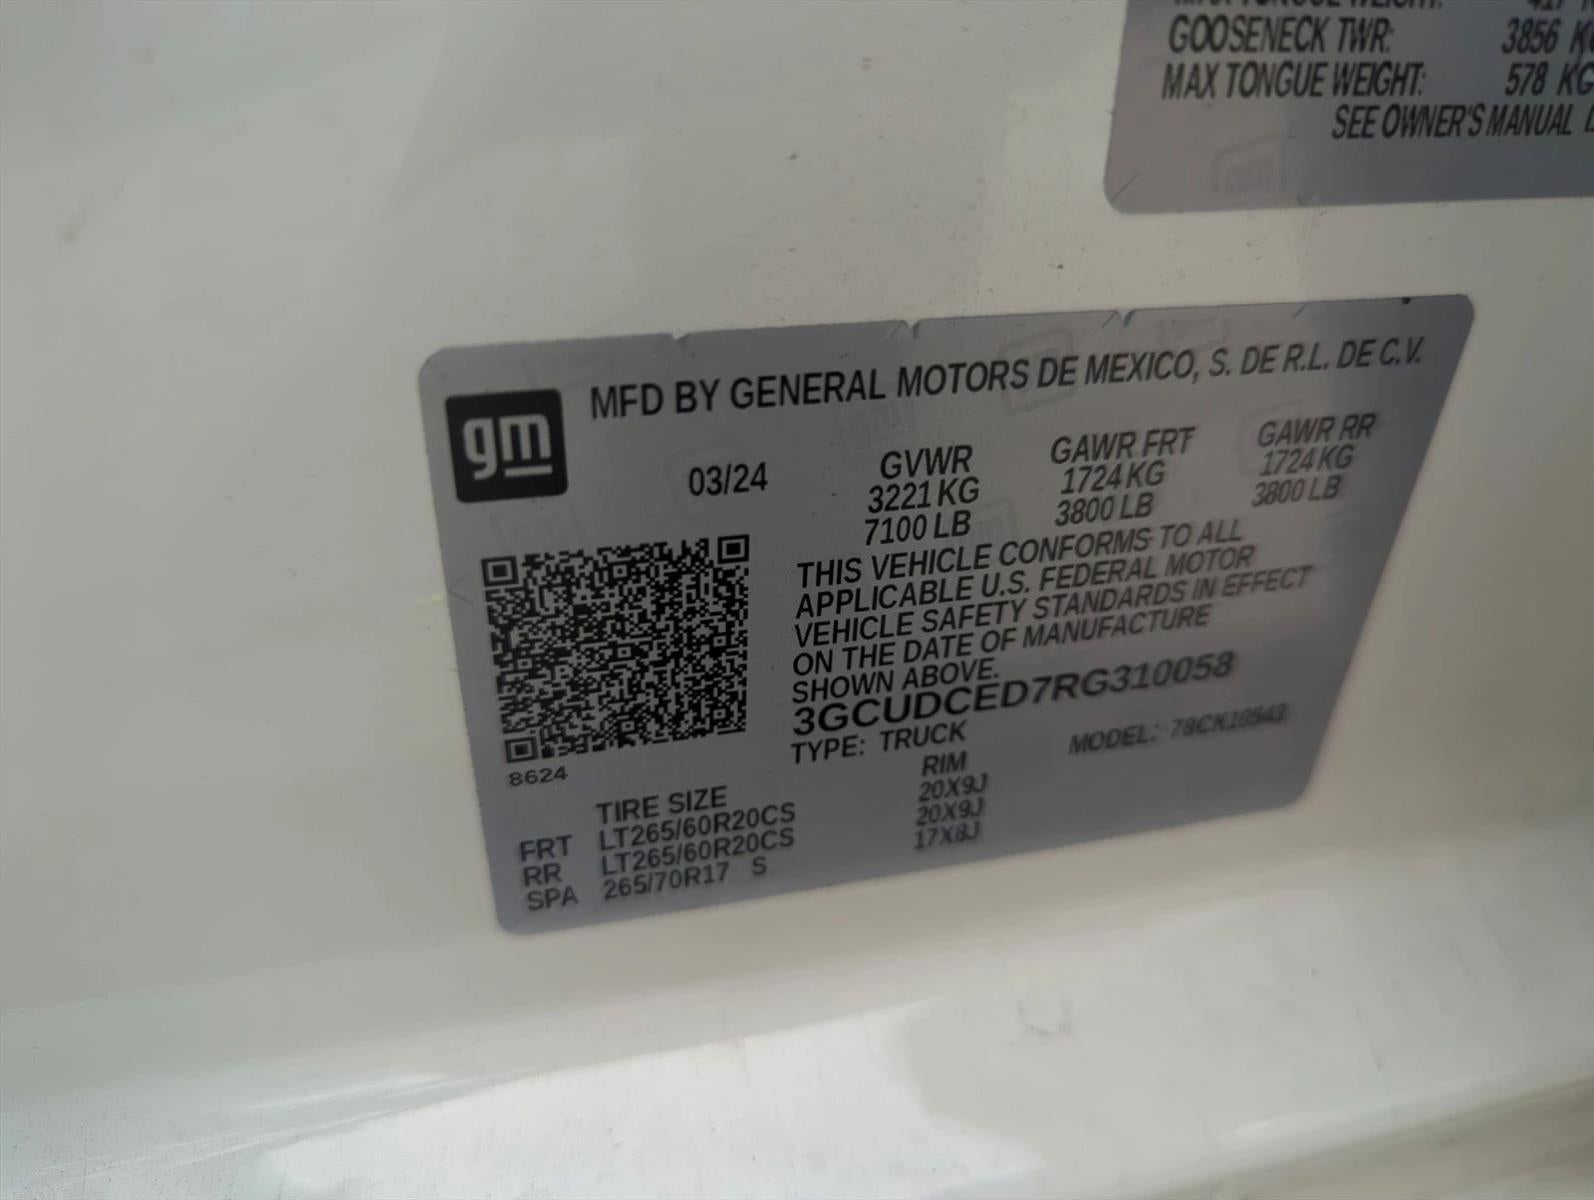 GOOSENECK TWR: 3856
MAX TONGUE WEIGHT: 578 KG
SEE OWNER'S MANUAL
gm
MFD BY GENERAL MOTORS DE MEXICO, S. DE R.L. DE C.V.
03/24
GVWR GAWR FRT GAWR RR
3221 KG 1724 KG 1724 KG
7100 LB 3800 LB 3800 LB
THIS VEHICLE CONFORMS TO ALL
APPLICABLE U.S. FEDERAL MOTOR
VEHICLE SAFETY STANDARDS IN EFFECT
ON THE DATE OF MANUFACTURE
SHOWN ABOVE.
3GCUDCED7RG310058
TYPE: TRUCK MODEL: 78CK10543
8624
TIRE SIZE RIM
FRT LT265/60R20CS 20X9J
RR LT265/60R20CS 20X9J
SPA 265/70R17 S 17X8J